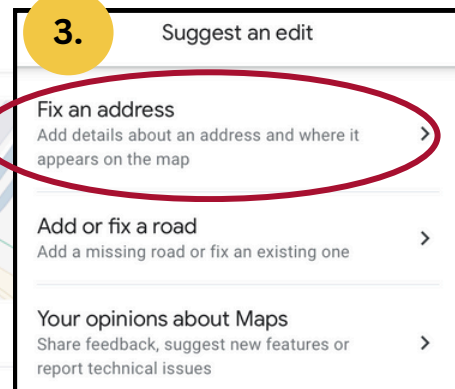 3.
Suggest an edit
Fix an address
Add details about an address and where it
appears on the map
Add or fix a road
Add a missing road or fix an existing one
Your opinions about Maps
Share feedback, suggest new features or
report technical issues